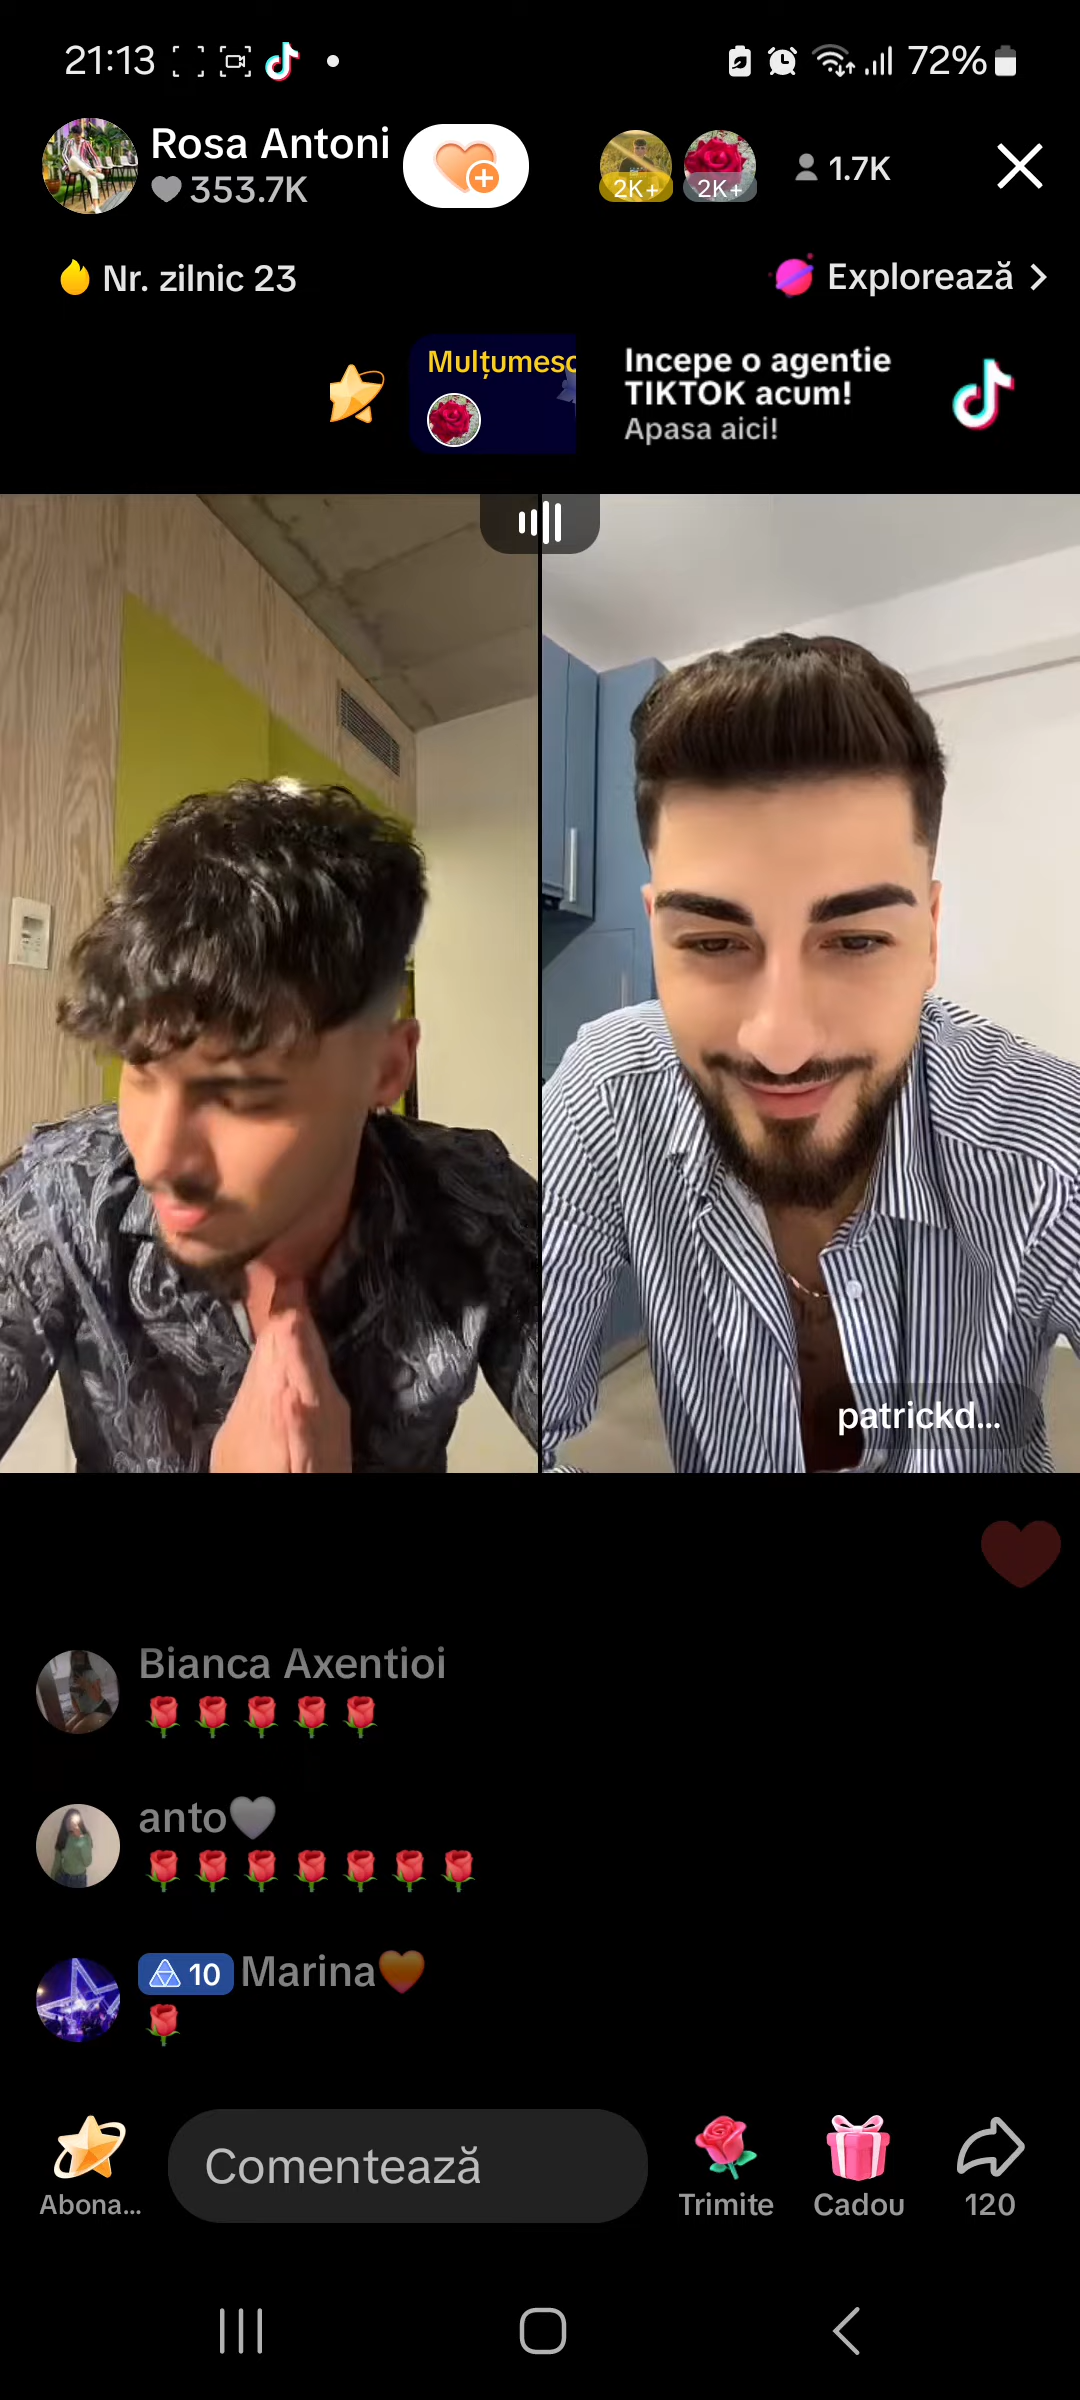 21:13
72%
Rosa Antoni
353.7K
2K+
2K+
1.7K
Nr. zilnic 23
Explorează
Mulțumesc
Incepe o agentie
TIKTOK acum!
Apasa aici!
patrickd...
Bianca Axentioi
🌹🌹🌹🌹🌹
anto🤍
🌹🌹🌹🌹🌹🌹🌹
10 Marina🧡
🌹
Abona...
Comentează
Trimite
Cadou
120